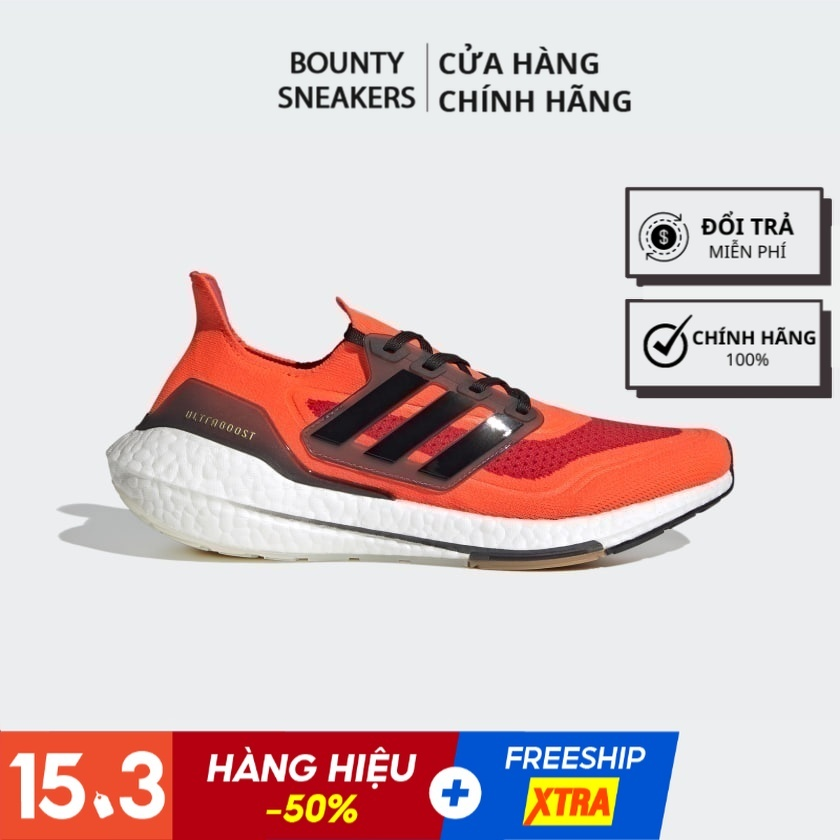 BOUNTY
SNEAKERS
CỬA HÀNG
CHÍNH HÃNG
ĐỔI TRẢ
MIỄN PHÍ
$
CHÍNH HÃNG
100%
ULTRABOOST
15.3
HÀNG HIỆU
-50%
+
FREESHIP
XTRA